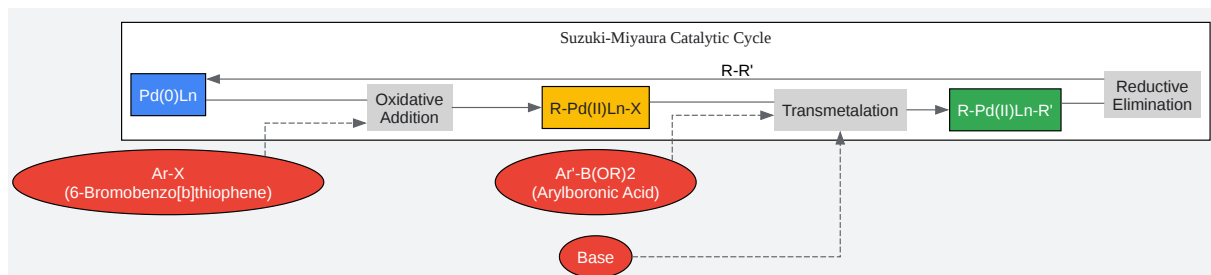 Suzuki-Miyaura Catalytic Cycle
R-R'
Pd(0)Ln
Oxidative
Addition
R-Pd(II)Ln-X
Transmetalation
R-Pd(II)Ln-R'
Reductive
Elimination
Ar-X
(6-Bromobenzo[b]thiophene)
Ar'-B(OR)2
(Arylboronic Acid)
Base